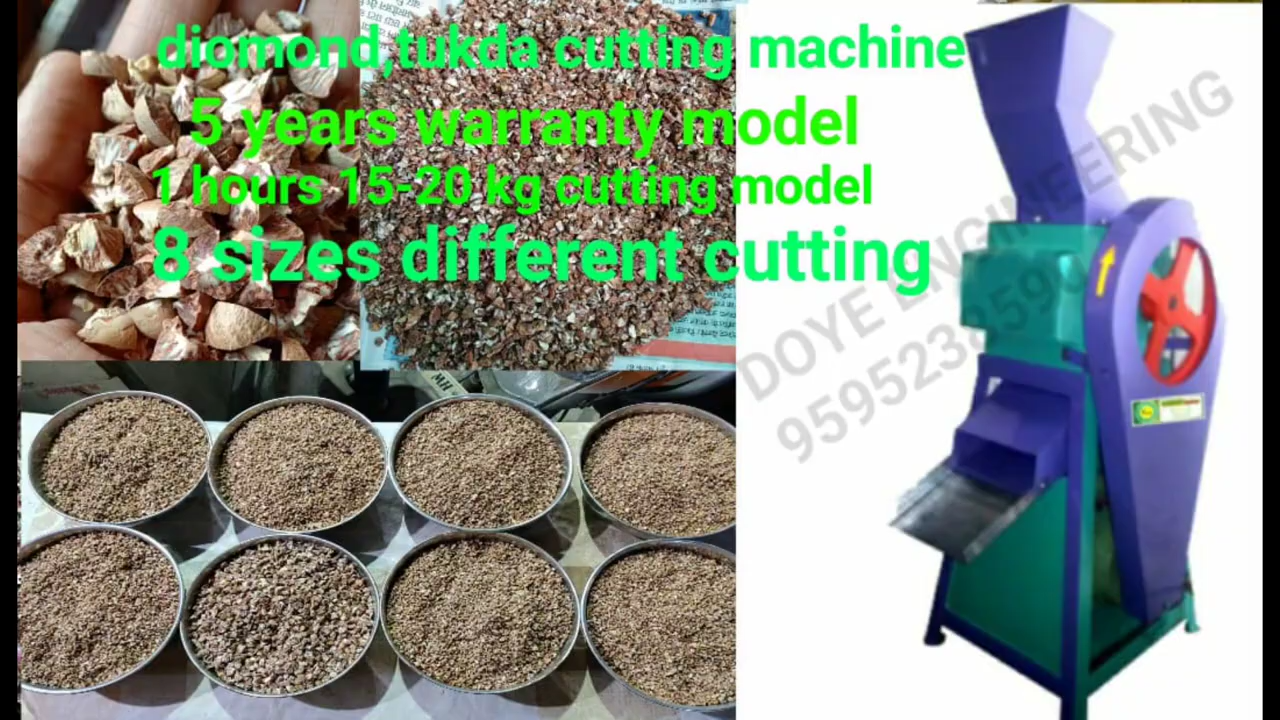 diomond,tukda cutting machine
5 years warranty model
1 hours 15-20 kg cutting model
8 sizes different cutting
DOYE ENGINEERING